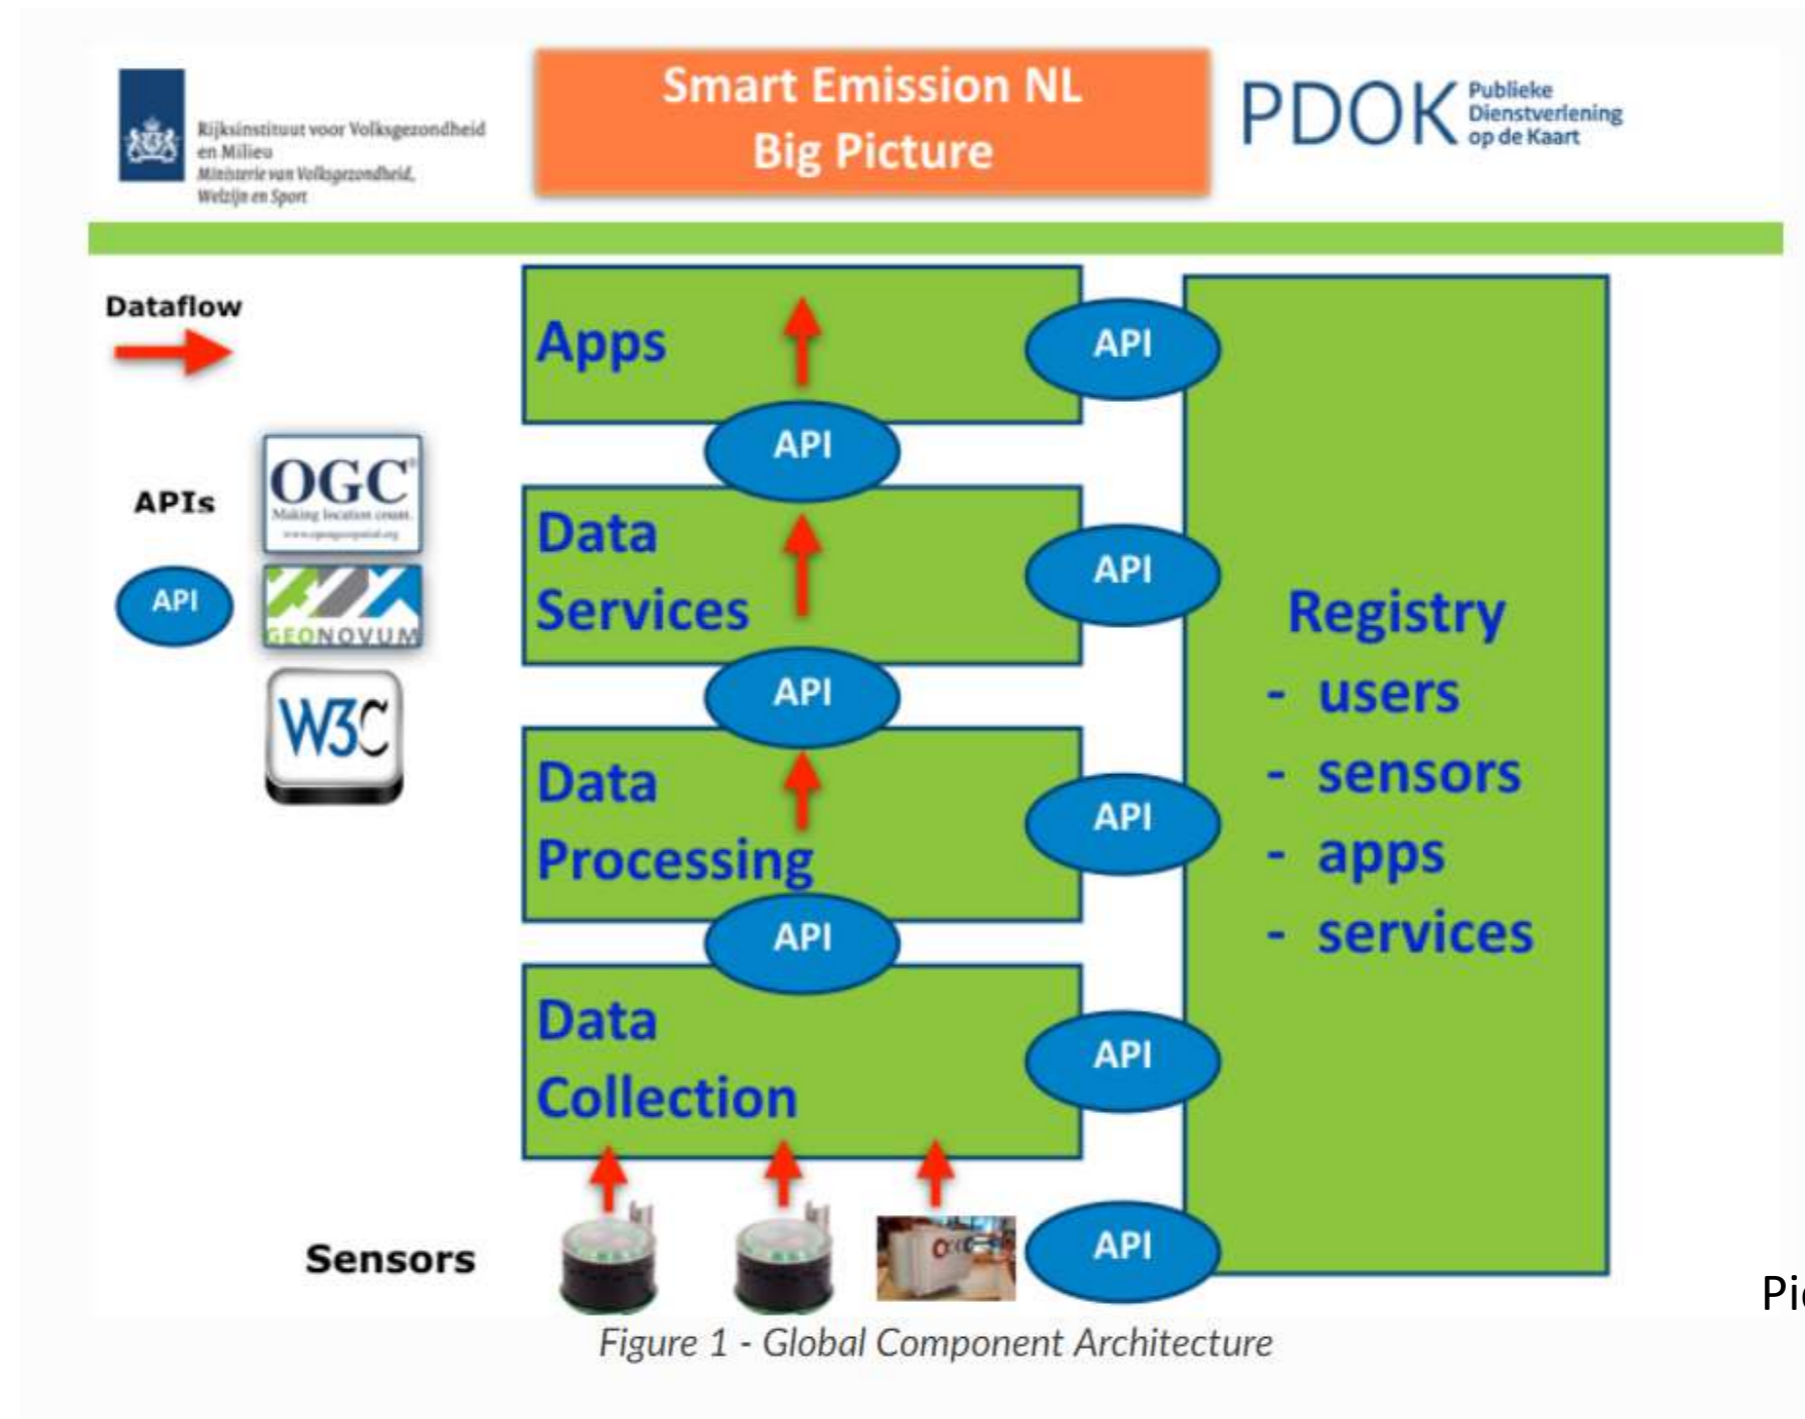 Rijksinstituut voor Volksgezondheid
en Milieu
Ministerie van Volksgezondheid,
Welzijn en Sport
Smart Emission NL
Big Picture
PDOK
Publieke
Dienstverlening
op de Kaart
Dataflow
APIs
API
OGC
Making location count.
www.opengeospatial.org
GEONOVUM
W3C
Apps
API
API
Data
Services
API
API
Data
Processing
API
API
Data
Collection
API
Sensors
API
Registry
- users
- sensors
- apps
- services
Figure 1 - Global Component Architecture